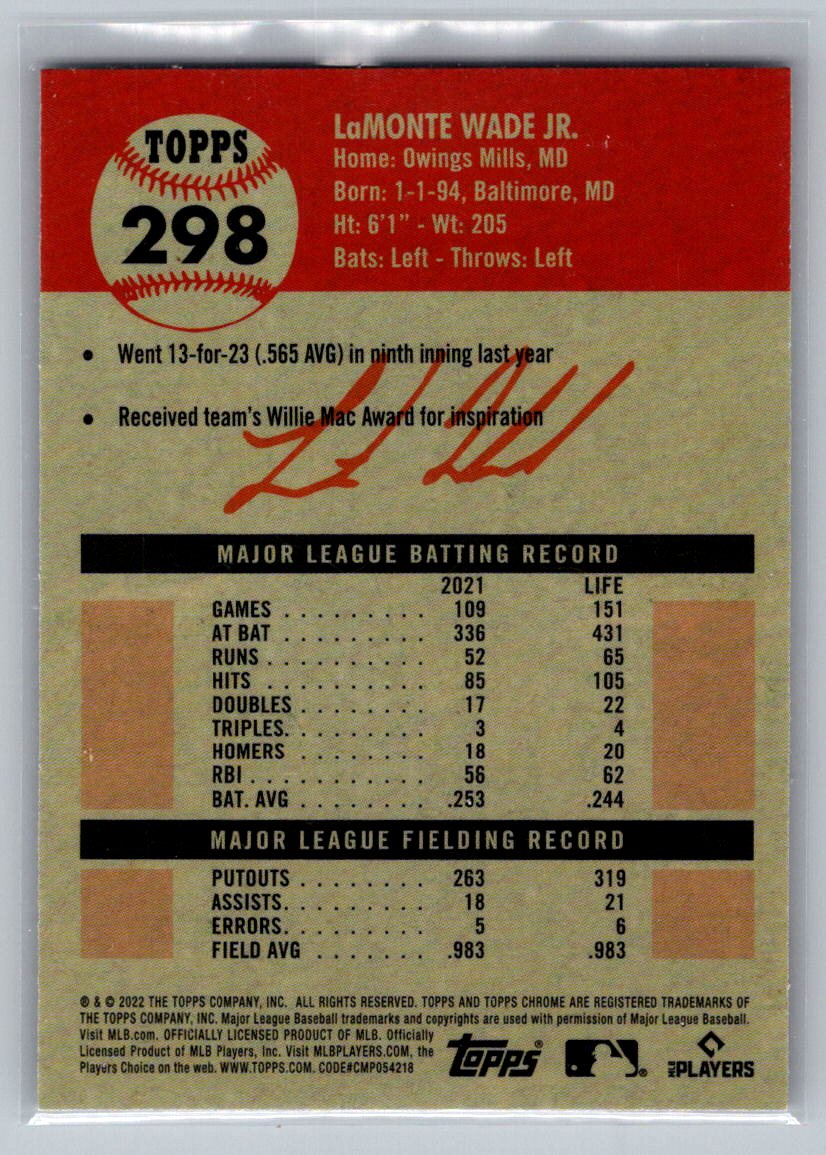 TOPPS
298
LaMONTE WADE JR.
Home: Owings Mills, MD
Born: 1-1-94, Baltimore, MD
Ht: 6'1" - Wt: 205
Bats: Left - Throws: Left
• Went 13-for-23 (.565 AVG) in ninth inning last year
• Received team's Willie Mac Award for inspiration
MAJOR LEAGUE BATTING RECORD
2021 LIFE
GAMES . . . . . . . . . 109 151
AT BAT . . . . . . . . . 336 431
RUNS . . . . . . . . . . 52 65
HITS . . . . . . . . . . 85 105
DOUBLES . . . . . . . . 17 22
TRIPLES. . . . . . . . . 3 4
HOMERS . . . . . . . . 18 20
RBI . . . . . . . . . . . 56 62
BAT. AVG . . . . . . . . .253 .244
MAJOR LEAGUE FIELDING RECORD
PUTOUTS . . . . . . . . 263 319
ASSISTS. . . . . . . . . 18 21
ERRORS. . . . . . . . . 5 6
FIELD AVG . . . . . . . .983 .983
® & © 2022 THE TOPPS COMPANY, INC. ALL RIGHTS RESERVED. TOPPS AND TOPPS CHROME ARE REGISTERED TRADEMARKS OF
THE TOPPS COMPANY, INC. Major League Baseball trademarks and copyrights are used with permission of Major League Baseball.
Visit MLB.com. OFFICIALLY LICENSED PRODUCT OF MLB. Officially
Licensed Product of MLB Players, Inc. Visit MLBPLAYERS.COM, the
Players Choice on the web. WWW.TOPPS.COM. CODE#CMP054218
Topps® ® MLB PLAYERS